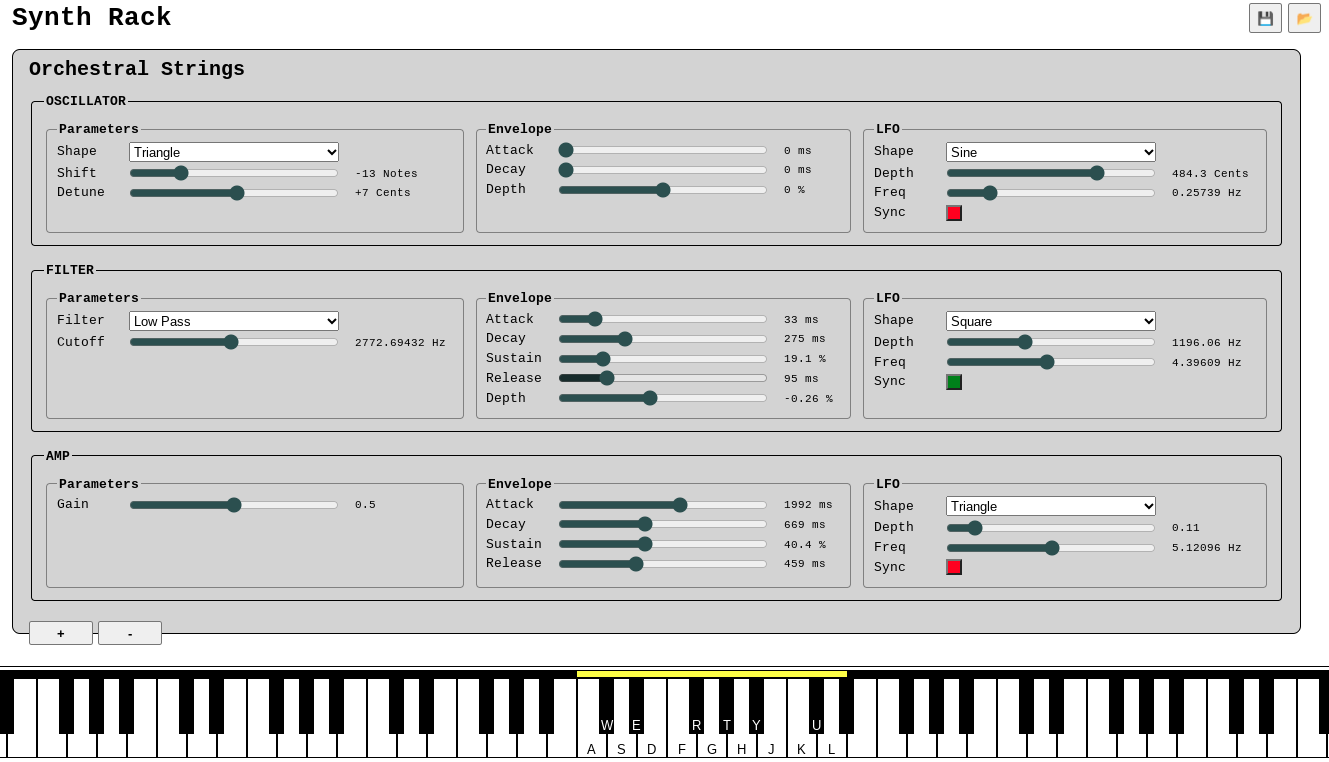 Synth Rack
Orchestral Strings
OSCILLATOR
Parameters
Shape Triangle
Shift -13 Notes
Detune +7 Cents
Envelope
Attack 0 ms
Decay 0 ms
Depth 0 %
LFO
Shape Sine
Depth 484.3 Cents
Freq 0.25739 Hz
Sync
FILTER
Parameters
Filter Low Pass
Cutoff 2772.69432 Hz
Envelope
Attack 33 ms
Decay 275 ms
Sustain 19.1 %
Release 95 ms
Depth -0.26 %
LFO
Shape Square
Depth 1196.06 Hz
Freq 4.39609 Hz
Sync
AMP
Parameters
Gain 0.5
Envelope
Attack 1992 ms
Decay 669 ms
Sustain 40.4 %
Release 459 ms
LFO
Shape Triangle
Depth 0.11
Freq 5.12096 Hz
Sync
+ -
W E R T Y U
A S D F G H J K L